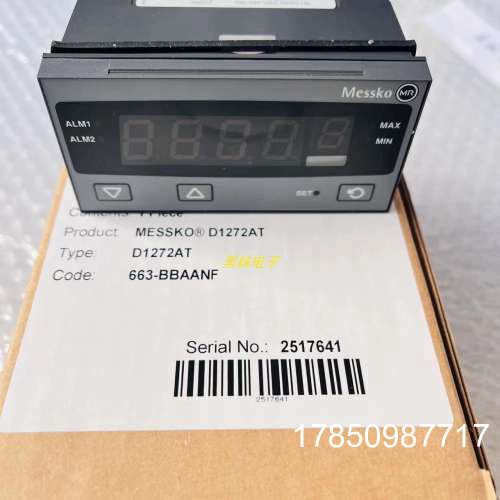 Messko MR
ALM1
ALM2
MAX
MIN
SET
Contents 1 Piece
Product: MESSKO® D1272AT
Type: D1272AT
Code: 663-BBAANF
Serial No.: 2517641
2517641
17850987717